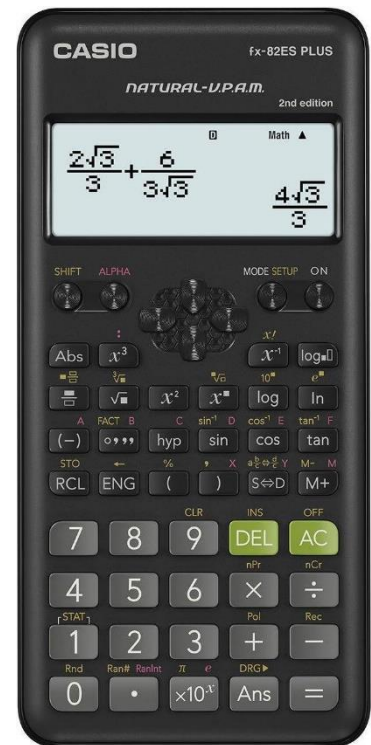 CASIO fx-82ES PLUS
NATURAL-V.P.A.M.
2nd edition
D Math ▲
2√3/3 + 6/3√3
4√3/3
SHIFT ALPHA MODE SETUP ON
: x!
Abs x³ x⁻¹ log■□
■■/□ ³√■ ■√□ 10■ e■
■/□ √■ x² x■ log ln
A FACT B C sin⁻¹ D cos⁻¹ E tan⁻¹ F
(−) °,,, hyp sin cos tan
STO ← % , X a b/c⇔d/c Y M− M
RCL ENG ( ) S⇔D M+
CLR INS OFF
7 8 9 DEL AC
nPr nCr
4 5 6 × ÷
STAT Pol Rec
1 2 3 + −
Rnd Ran# RanInt π e DRG▶
0 • ×10ˣ Ans =